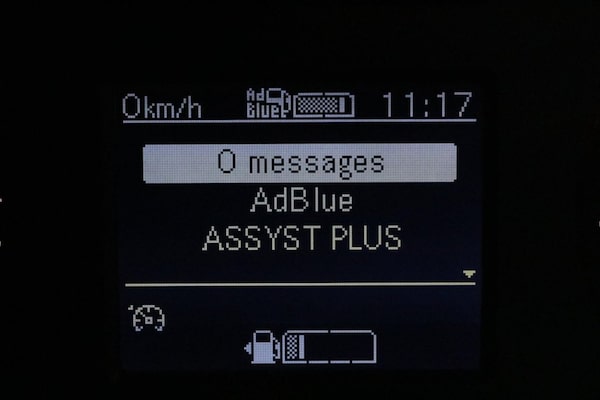 0km/h AdBlue 11:17
0 messages
AdBlue
ASSYST PLUS